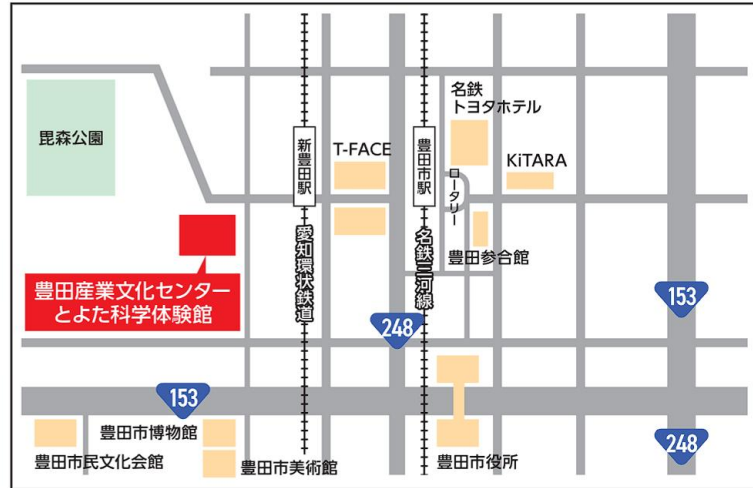 名鉄
トヨタホテル
毘森公園
新豊田駅
T-FACE
豊田市駅
KiTARA
ロータリー
豊田参合館
愛知環状鉄道
名鉄三河線
豊田産業文化センター
とよた科学体験館
153
248
153
豊田市博物館
豊田市民文化会館
豊田市美術館
豊田市役所
248